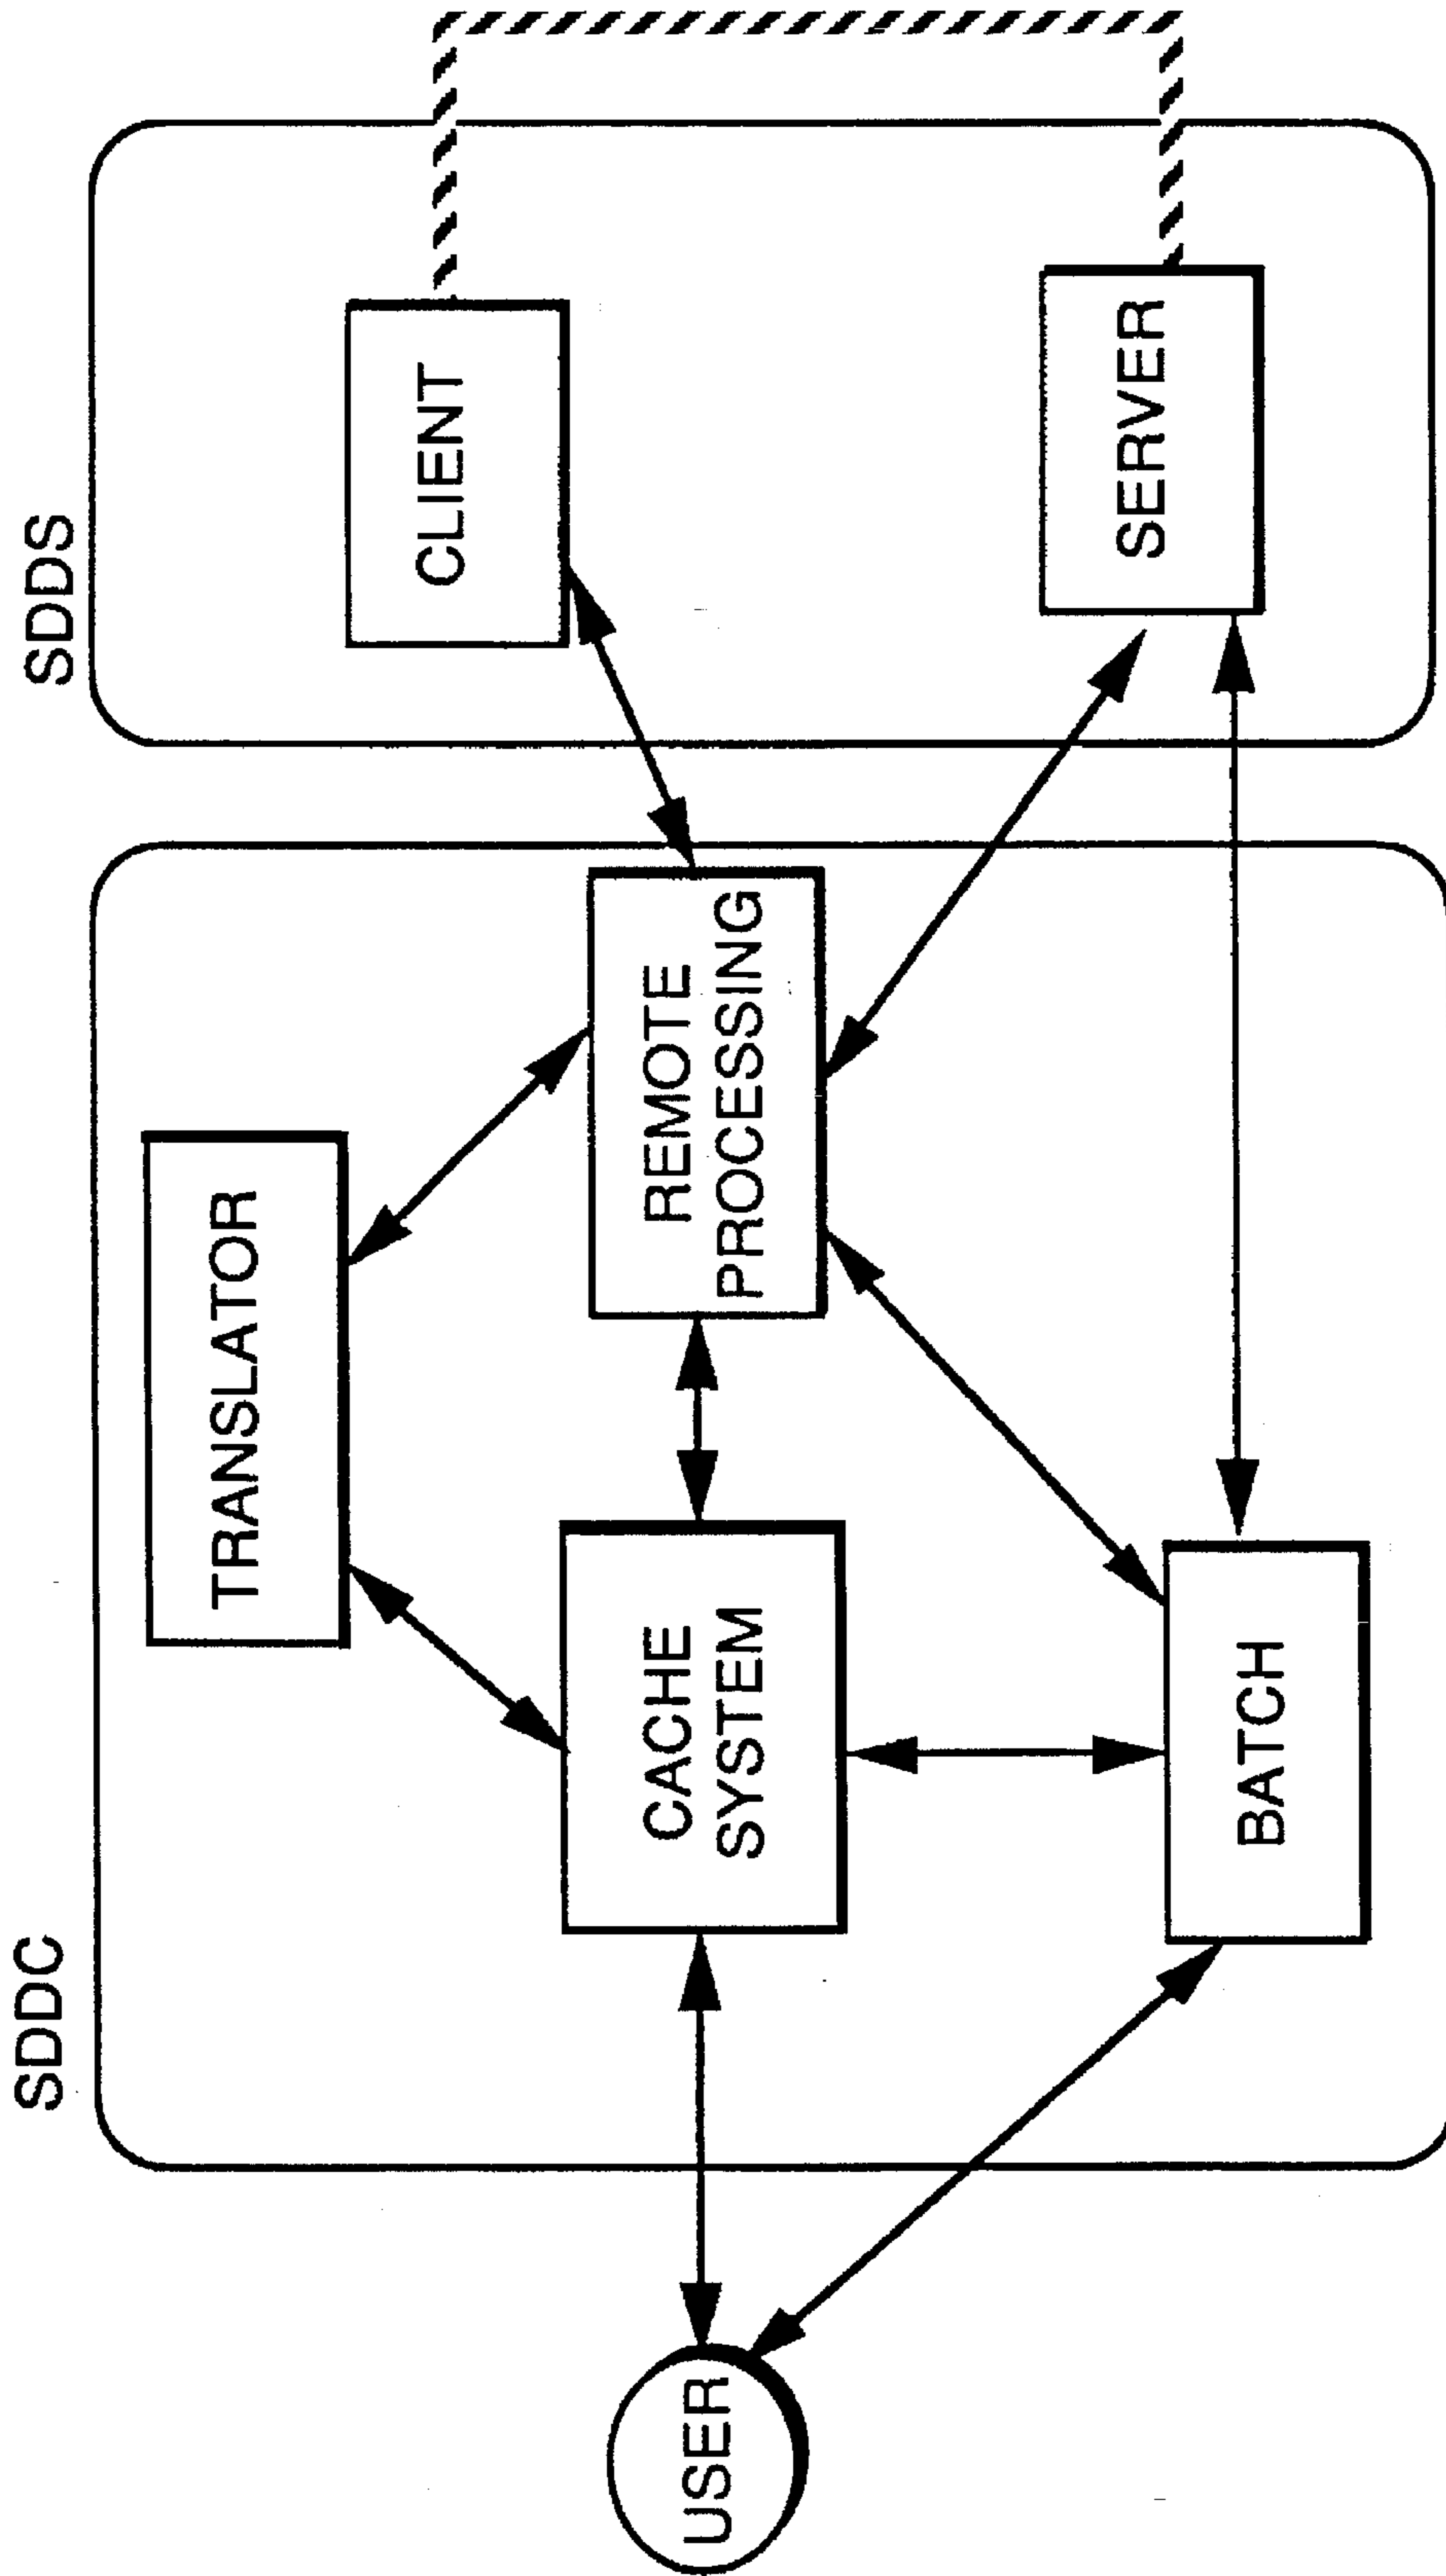 SDDC
SDDS
TRANSLATOR
CLIENT
USER
CACHE
SYSTEM
REMOTE
PROCESSING
BATCH
SERVER